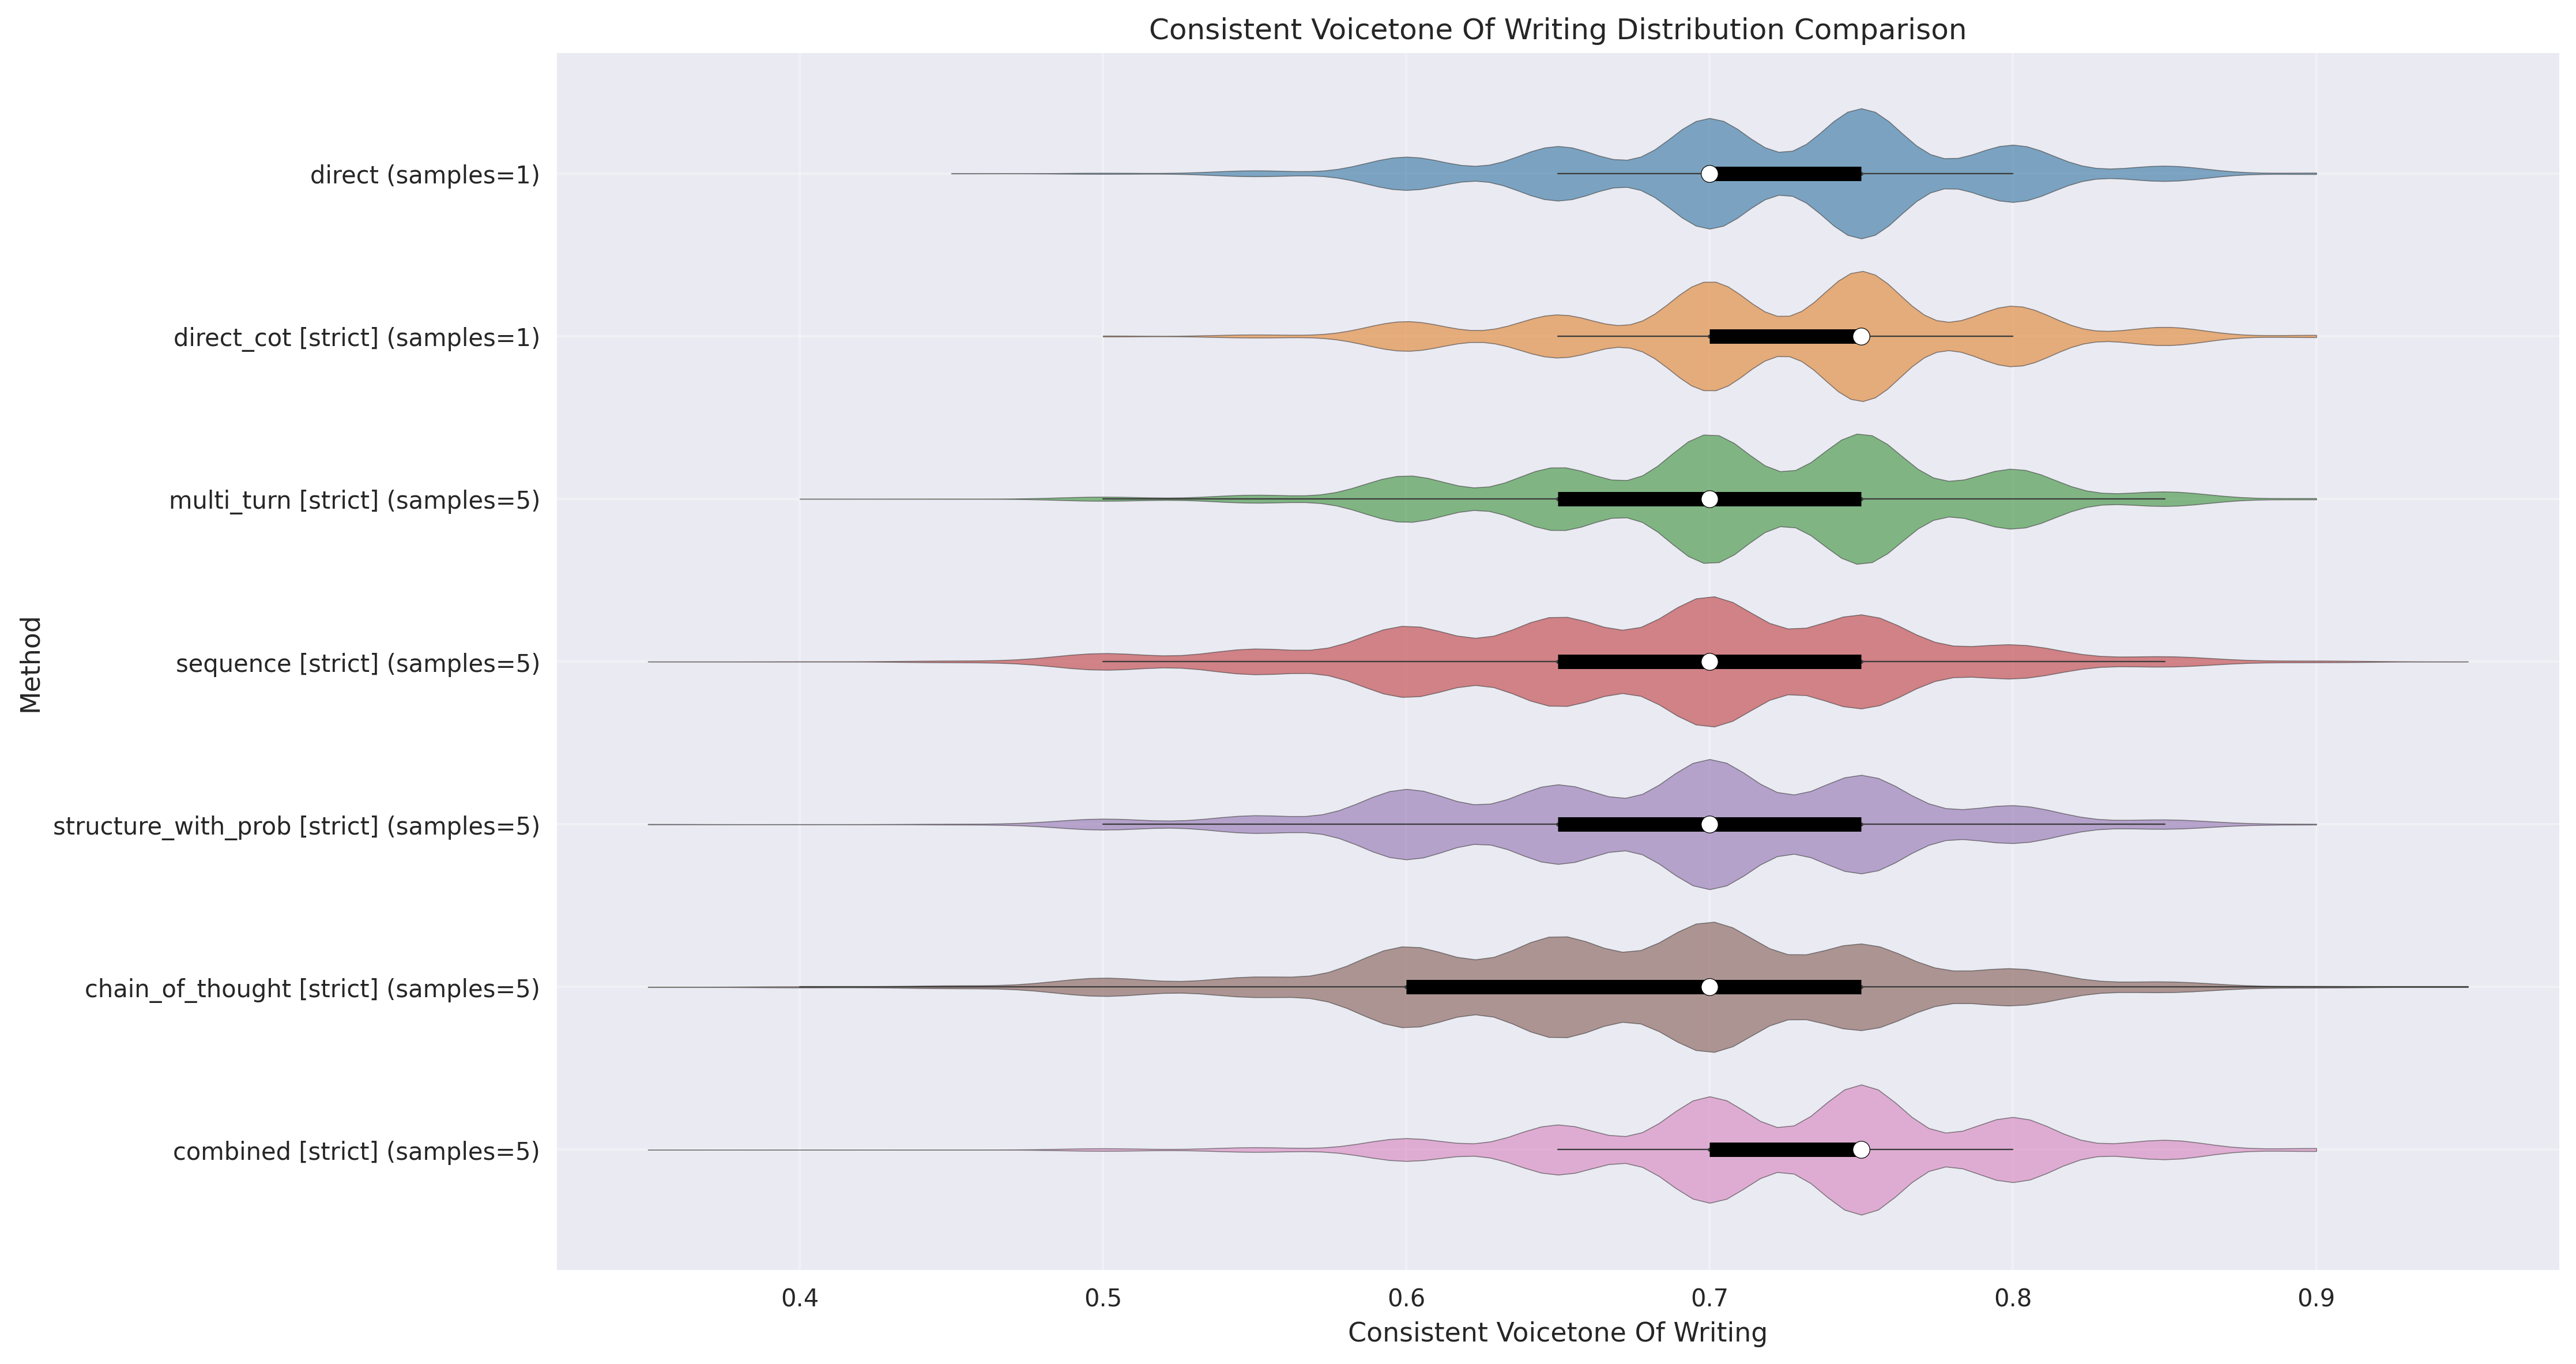 Consistent Voicetone Of Writing Distribution Comparison
Method
direct (samples=1)
direct_cot [strict] (samples=1)
multi_turn [strict] (samples=5)
sequence [strict] (samples=5)
structure_with_prob [strict] (samples=5)
chain_of_thought [strict] (samples=5)
combined [strict] (samples=5)
0.4 0.5 0.6 0.7 0.8 0.9
Consistent Voicetone Of Writing